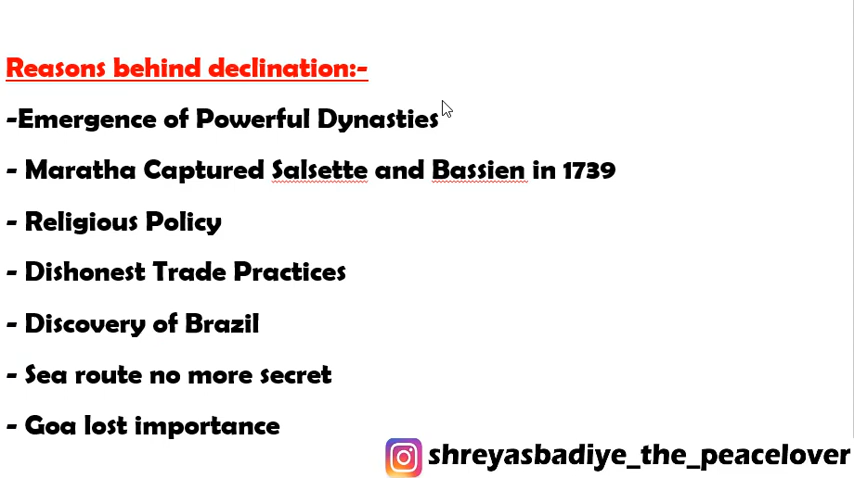 Reasons behind declination:-
-Emergence of Powerful Dynasties
- Maratha Captured Salsette and Bassien in 1739
- Religious Policy
- Dishonest Trade Practices
- Discovery of Brazil
- Sea route no more secret
- Goa lost importance
shreyasbadiye_the_peacelover